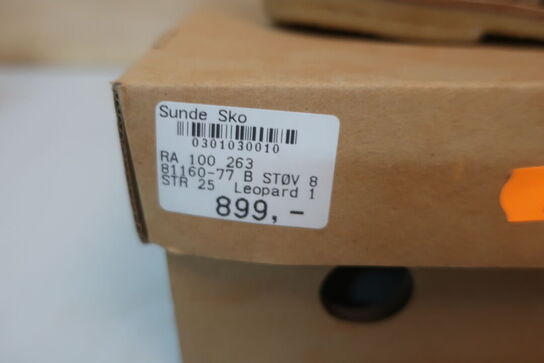 Sunde Sko
0301030010
RA 100 263
81160-77 B STØV 8
STR 25 Leopard 1
899,-